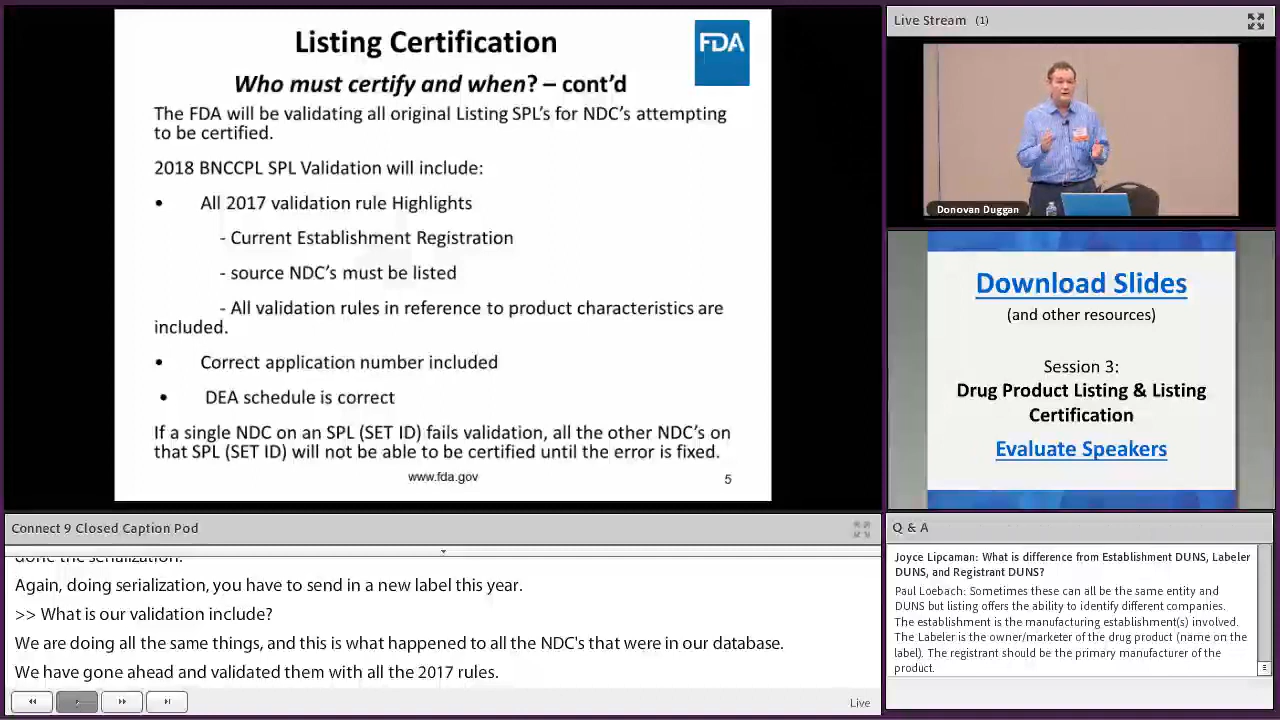 Listing Certification
FDA
Who must certify and when? – cont’d
The FDA will be validating all original Listing SPL’s for NDC’s attempting
to be certified.
2018 BNCCPL SPL Validation will include:
• All 2017 validation rule Highlights
- Current Establishment Registration
- source NDC’s must be listed
- All validation rules in reference to product characteristics are
included.
• Correct application number included
• DEA schedule is correct
If a single NDC on an SPL (SET ID) fails validation, all the other NDC’s on
that SPL (SET ID) will not be able to be certified until the error is fixed.
www.fda.gov
5
Live Stream (1)
Donovan Duggan
Download Slides
(and other resources)
Session 3:
Drug Product Listing & Listing
Certification
Evaluate Speakers
Connect 9 Closed Caption Pod
done the serialization.
Again, doing serialization, you have to send in a new label this year.
>> What is our validation include?
We are doing all the same things, and this is what happened to all the NDC's that were in our database.
We have gone ahead and validated them with all the 2017 rules.
Live
Q & A
Joyce Lipcaman: What is difference from Establishment DUNS, Labeler
DUNS, and Registrant DUNS?
Paul Loebach: Sometimes these can all be the same entity and
DUNS but listing offers the ability to identify different companies.
The establishment is the manufacturing establishment(s) involved.
The Labeler is the owner/marketer of the drug product (name on the
label). The registrant should be the primary manufacturer of the
product.